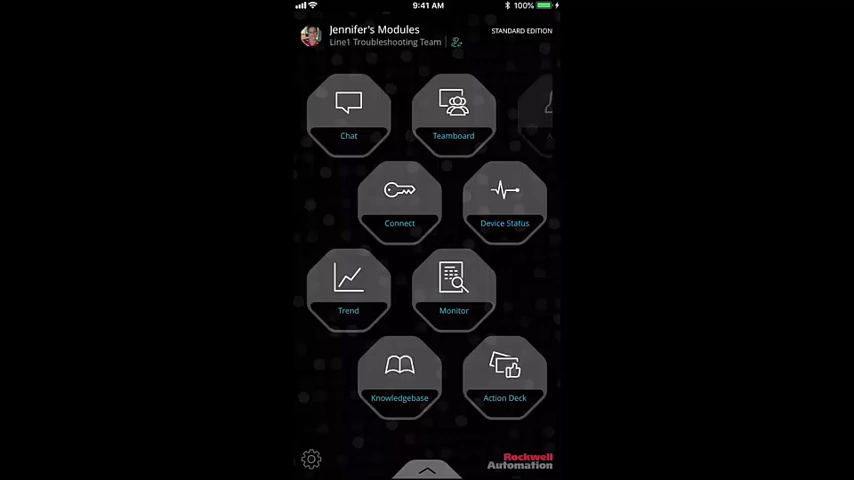 9:41 AM
100%
Jennifer's Modules
Line1 Troubleshooting Team
STANDARD EDITION
Chat
Teamboard
Connect
Device Status
Trend
Monitor
Knowledgebase
Action Deck
Rockwell
Automation